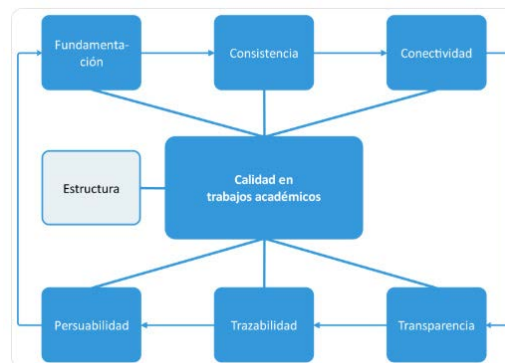 Fundamenta-
ción
Consistencia
Conectividad
Estructura
Calidad en
trabajos académicos
Persuabilidad
Trazabilidad
Transparencia